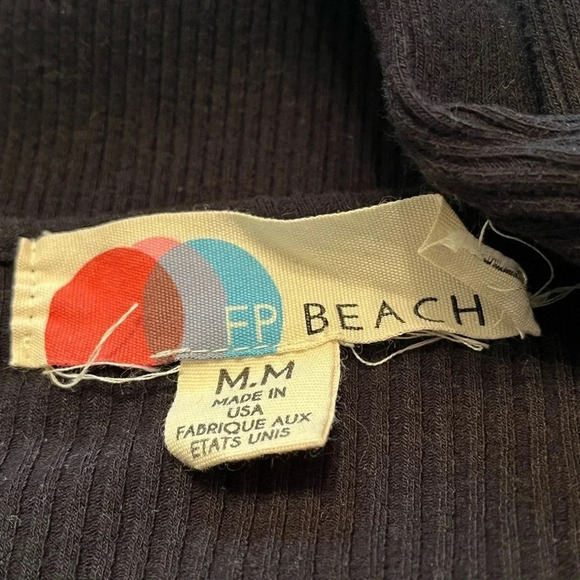 FP BEACH
M.M
MADE IN
USA
FABRIQUE AUX
ETATS UNIS